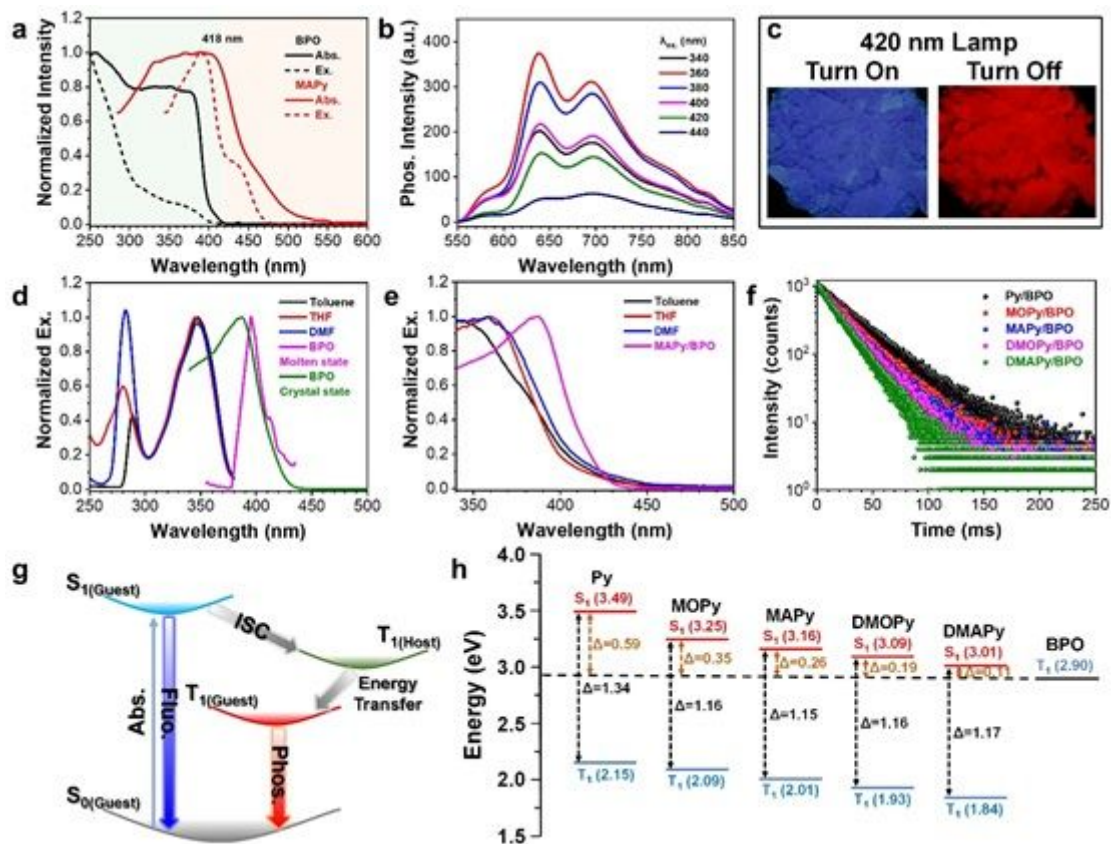 a
Normalized Intensity
1.2
1.0
0.8
0.6
0.4
0.2
0.0
418 nm
BPO
Abs.
Ex.
MAPy
Abs.
Ex.
250 300 350 400 450 500 550 600
Wavelength (nm)
b
Phos. Intensity (a.u.)
400
300
200
100
0
λex. (nm)
340
360
380
400
420
440
550 600 650 700 750 800 850
Wavelength (nm)
c
420 nm Lamp
Turn On Turn Off
d
Normalized Ex.
1.2
1.0
0.8
0.6
0.4
0.2
0.0
Toluene
THF
DMF
BPO
Molten state
BPO
Crystal state
250 300 350 400 450 500
Wavelength (nm)
e
Normalized Ex.
1.2
1.0
0.8
0.6
0.4
0.2
0.0
Toluene
THF
DMF
MAPy/BPO
350 400 450 500
Wavelength (nm)
f
Intensity (counts)
10³
10²
10¹
10⁰
Py/BPO
MOPy/BPO
MAPy/BPO
DMOPy/BPO
DMAPy/BPO
0 50 100 150 200 250
Time (ms)
g
S1(Guest)
ISC
T1(Host)
Energy
Transfer
T1(Guest)
Abs.
Fluo.
Phos.
S0(Guest)
h
Energy (eV)
4.0
3.5
3.0
2.5
2.0
1.5
Py
S₁ (3.49)
Δ=0.59
Δ=1.34
T₁ (2.15)
MOPy
S₁ (3.25)
Δ=0.35
Δ=1.16
T₁ (2.09)
MAPy
S₁ (3.16)
Δ=0.26
Δ=1.15
T₁ (2.01)
DMOPy
S₁ (3.09)
Δ=0.19
Δ=1.16
T₁ (1.93)
DMAPy
S₁ (3.01)
Δ=0.11
Δ=1.17
T₁ (1.84)
BPO
T₁ (2.90)